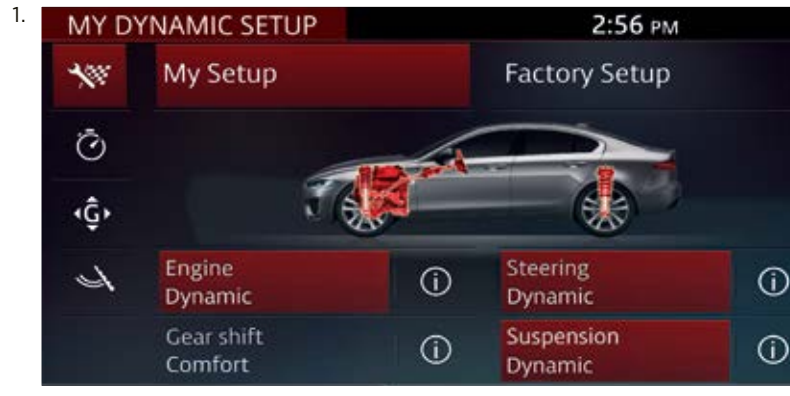 1.
MY DYNAMIC SETUP 2:56 PM
My Setup Factory Setup
G
Engine
Dynamic
Steering
Dynamic
Gear shift
Comfort
Suspension
Dynamic